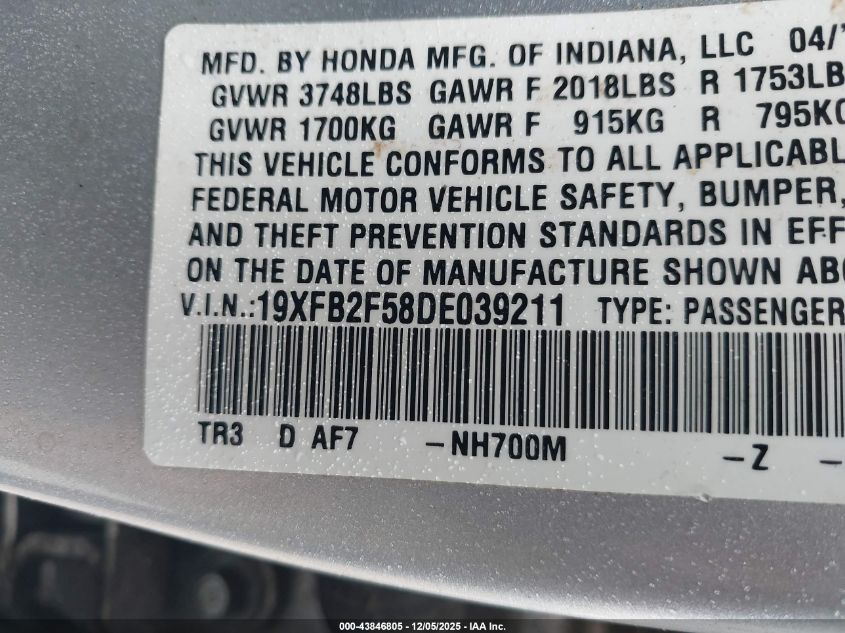 MFD. BY HONDA MFG. OF INDIANA, LLC 04/
GVWR 3748LBS GAWR F 2018LBS R 1753LB
GVWR 1700KG GAWR F 915KG R 795KG
THIS VEHICLE CONFORMS TO ALL APPLICABL
FEDERAL MOTOR VEHICLE SAFETY, BUMPER,
AND THEFT PREVENTION STANDARDS IN EFF
ON THE DATE OF MANUFACTURE SHOWN ABO
V.I.N.:19XFB2F58DE039211 TYPE: PASSENGER
TR3 D AF7 -NH700M -Z -
000-43846805 - 12/05/2025 - IAA Inc.